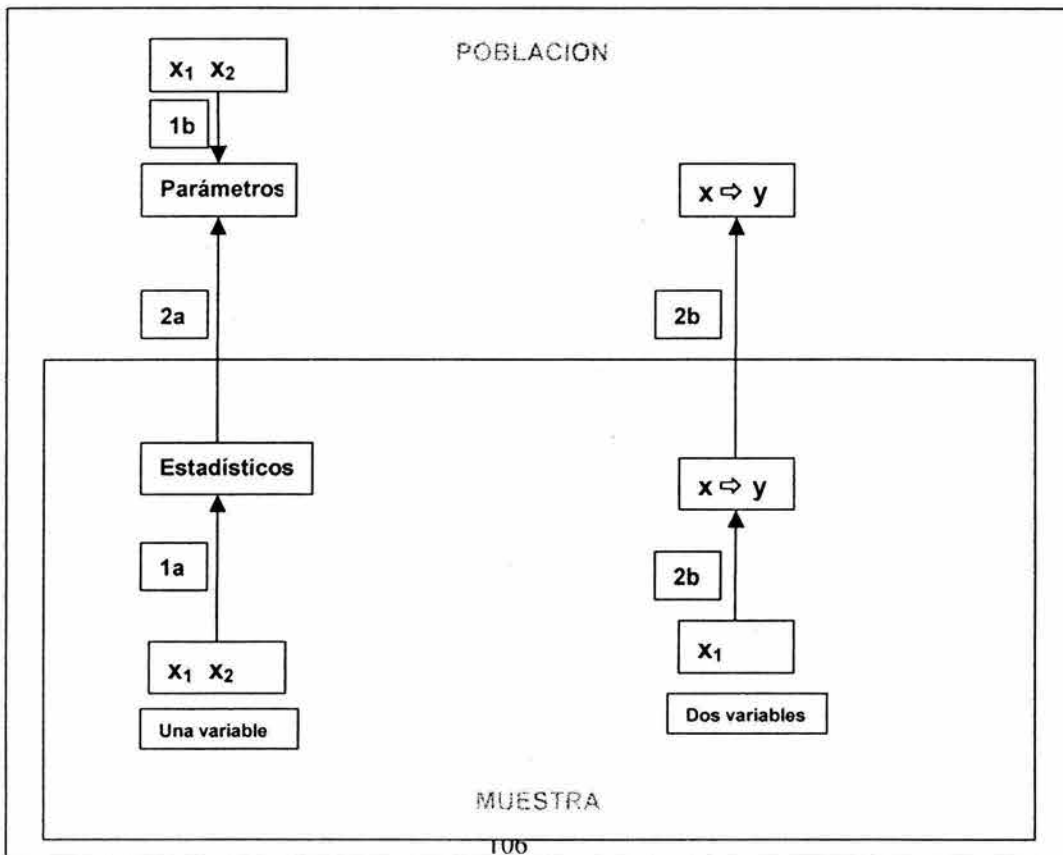 POBLACION
x₁ x₂
1b
Parámetros
x ⇨ y
2a
2b
Estadísticos
x ⇨ y
1a
2b
x₁ x₂
x₁
Una variable
Dos variables
MUESTRA
106